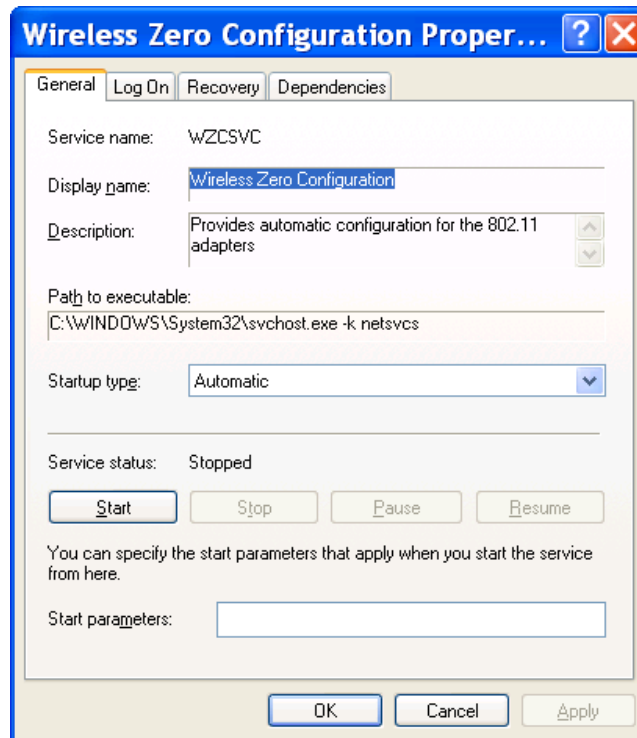 Wireless Zero Configuration Proper...
General Log On Recovery Dependencies
Service name: WZCSVC
Display name: Wireless Zero Configuration
Description: Provides automatic configuration for the 802.11
adapters
Path to executable:
C:\WINDOWS\System32\svchost.exe -k netsvcs
Startup type: Automatic
Service status: Stopped
Start Stop Pause Resume
You can specify the start parameters that apply when you start the service
from here.
Start parameters:
OK Cancel Apply